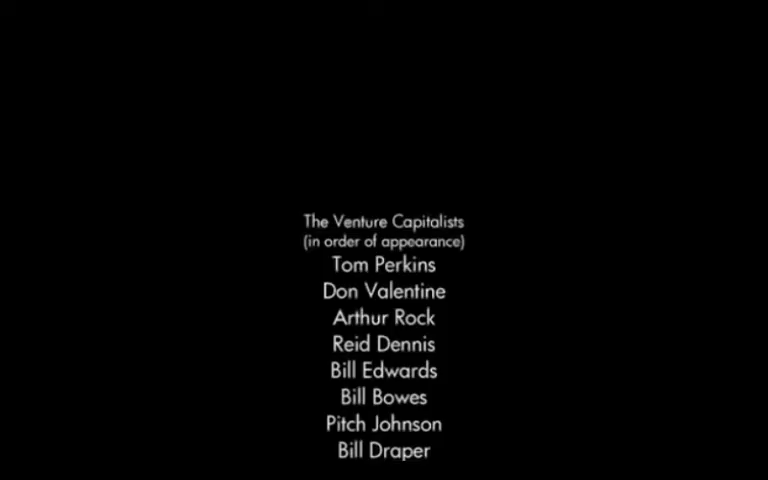 The Venture Capitalists
(in order of appearance)
Tom Perkins
Don Valentine
Arthur Rock
Reid Dennis
Bill Edwards
Bill Bowes
Pitch Johnson
Bill Draper